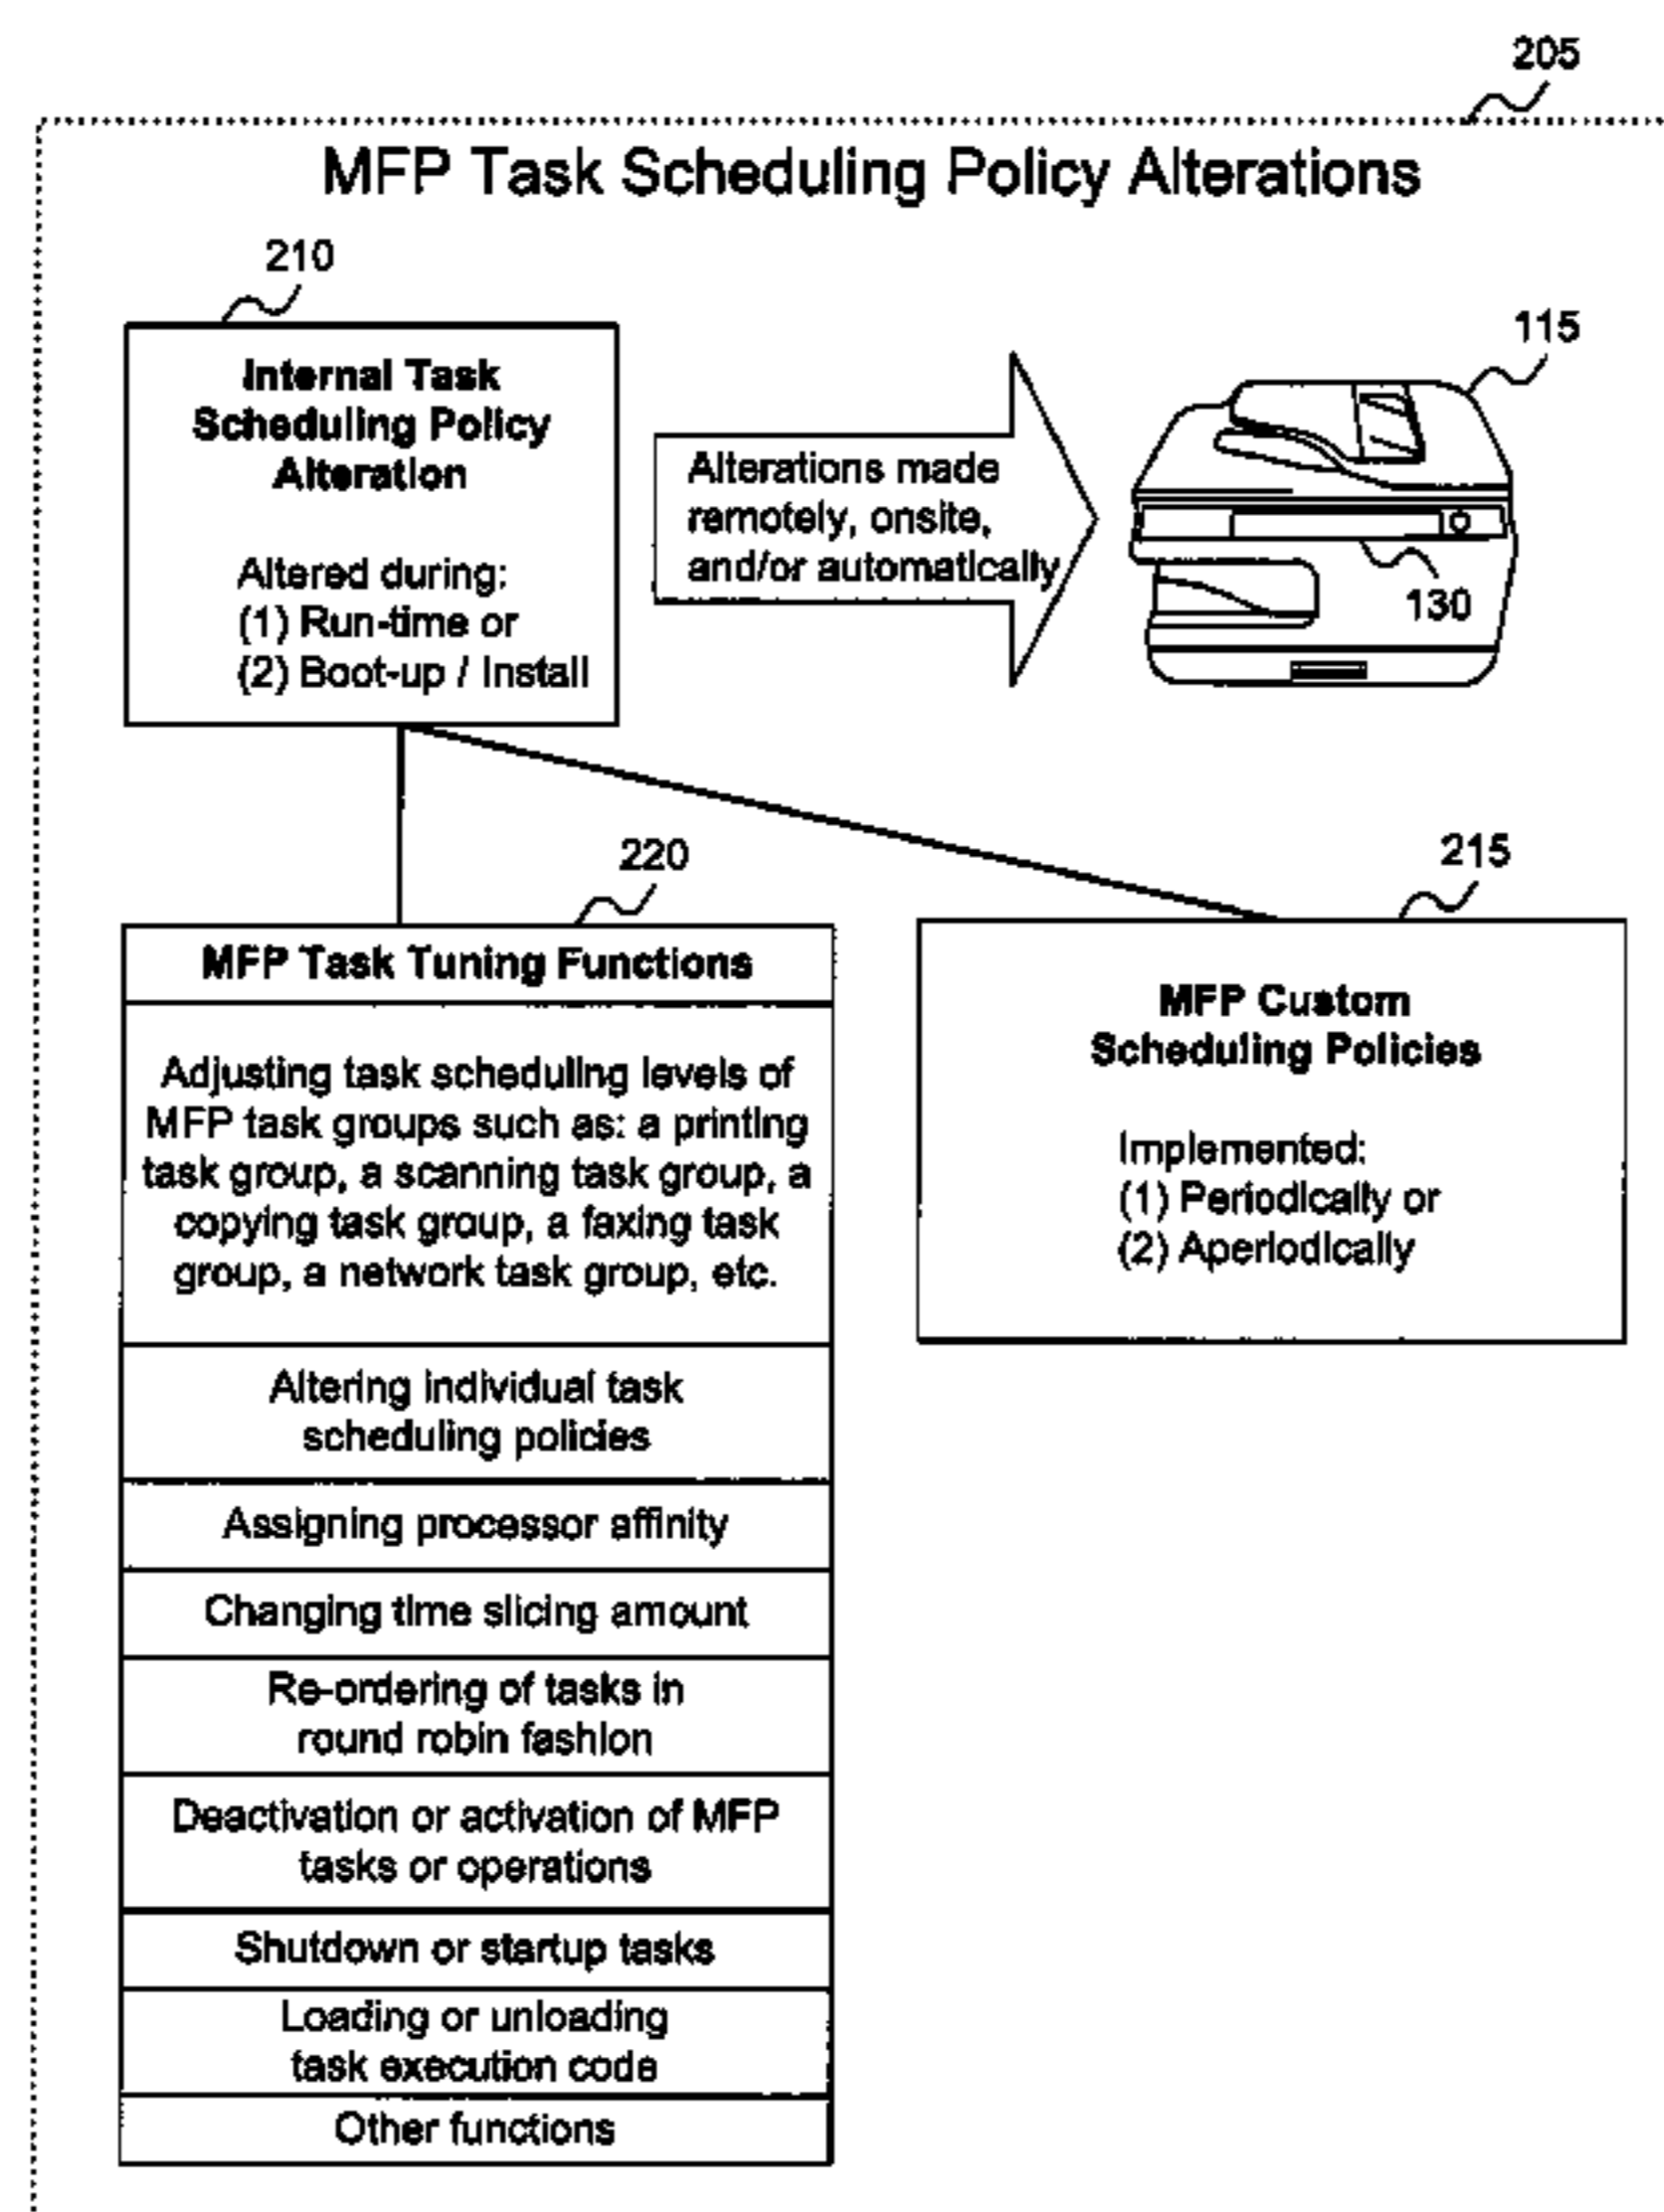 205
MFP Task Scheduling Policy Alterations
210
Internal Task
Scheduling Policy
Alteration
Altered during:
(1) Run-time or
(2) Boot-up / Install
Alterations made
remotely, onsite,
and/or automatically
115
130
220
MFP Task Tuning Functions
Adjusting task scheduling levels of
MFP task groups such as: a printing
task group, a scanning task group, a
copying task group, a faxing task
group, a network task group, etc.
Altering individual task
scheduling policies
Assigning processor affinity
Changing time slicing amount
Re-ordering of tasks in
round robin fashion
Deactivation or activation of MFP
tasks or operations
Shutdown or startup tasks
Loading or unloading
task execution code
Other functions
215
MFP Custom
Scheduling Policies
Implemented:
(1) Periodically or
(2) Aperiodically